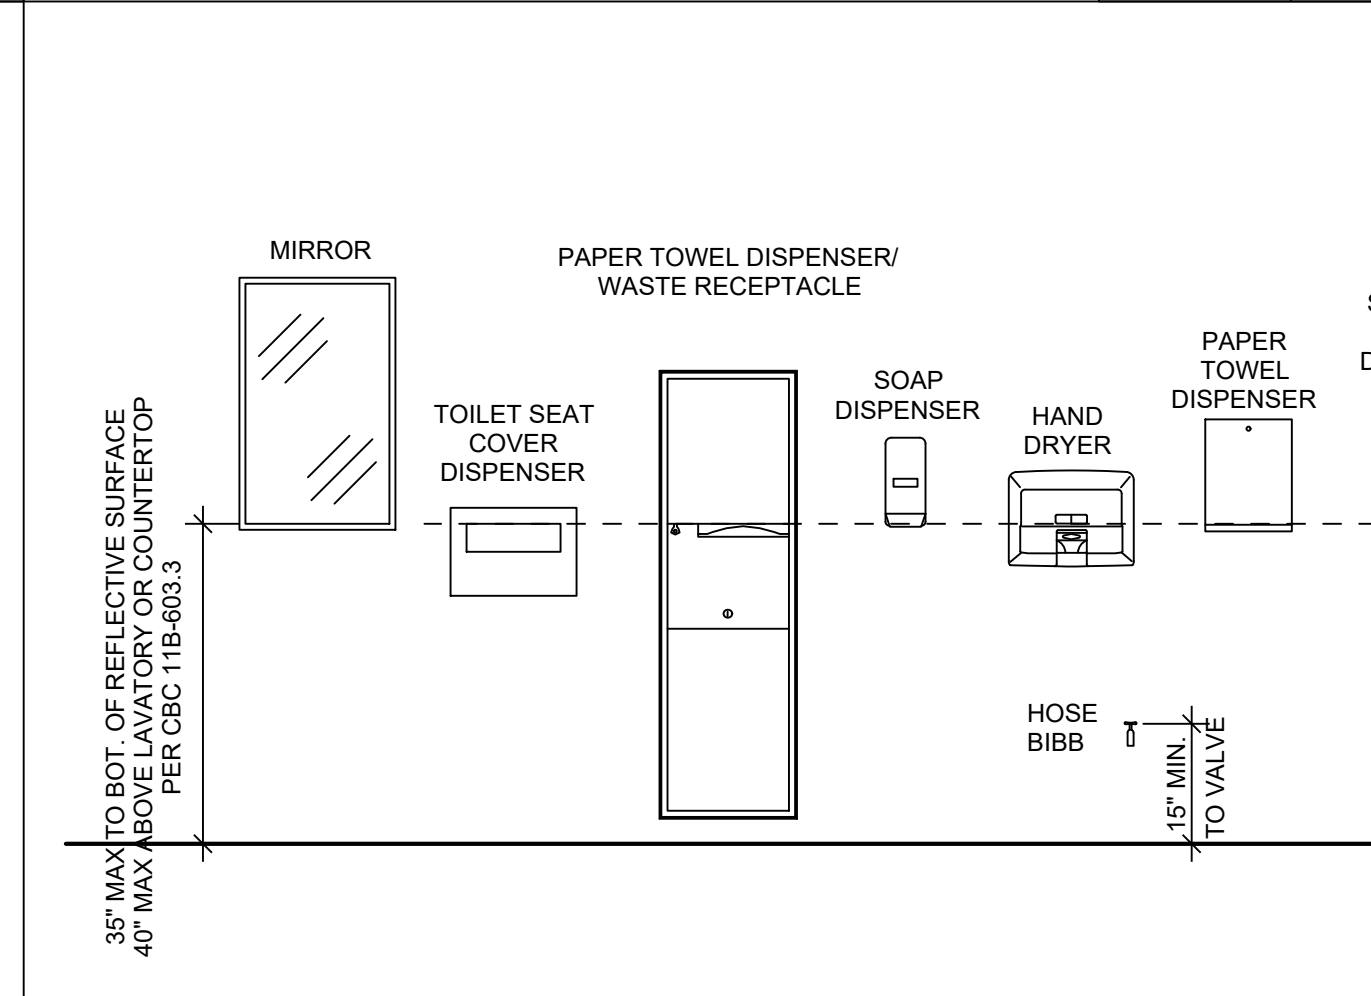 MIRROR
PAPER TOWEL DISPENSER/
WASTE RECEPTACLE
TOILET SEAT
COVER
DISPENSER
SOAP
DISPENSER
HAND
DRYER
PAPER
TOWEL
DISPENSER
S
D
35" MAX TO BOT. OF REFLECTIVE SURFACE
40" MAX ABOVE LAVATORY OR COUNTERTOP
PER CBC 11B-603.3
HOSE
BIBB
15" MIN.
TO VALVE